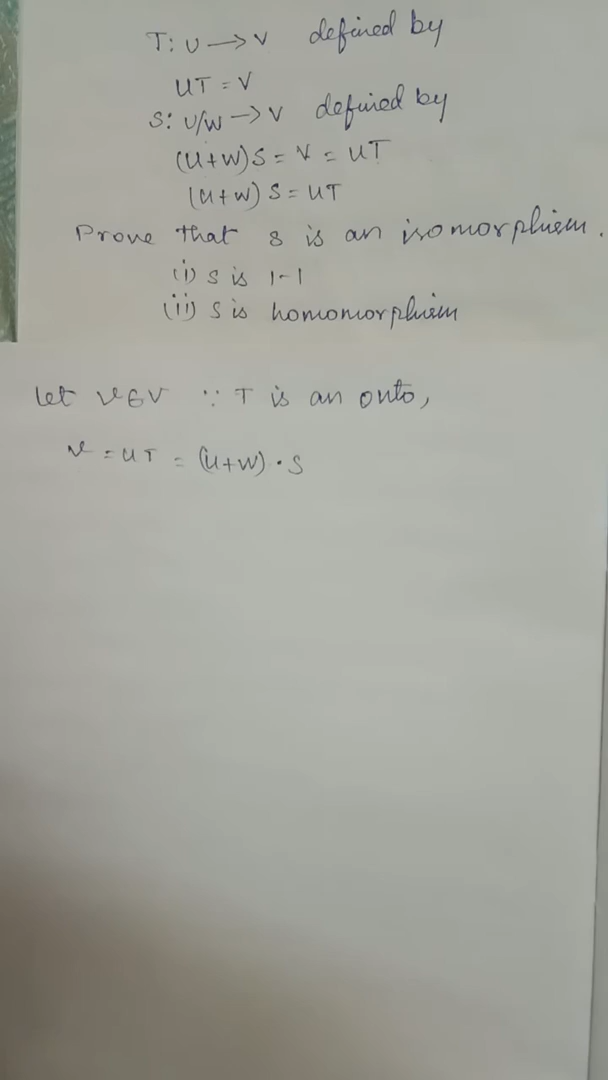 T: U → V defined by
UT = V
S: U/W → V defined by
(U+W)S = V = UT
(U+W) S = UT
Prove that S is an isomorphism.
(i) S is 1-1
(ii) S is homomorphism
Let v ∈ V ∵ T is an onto,
v = UT = (U+W) · S